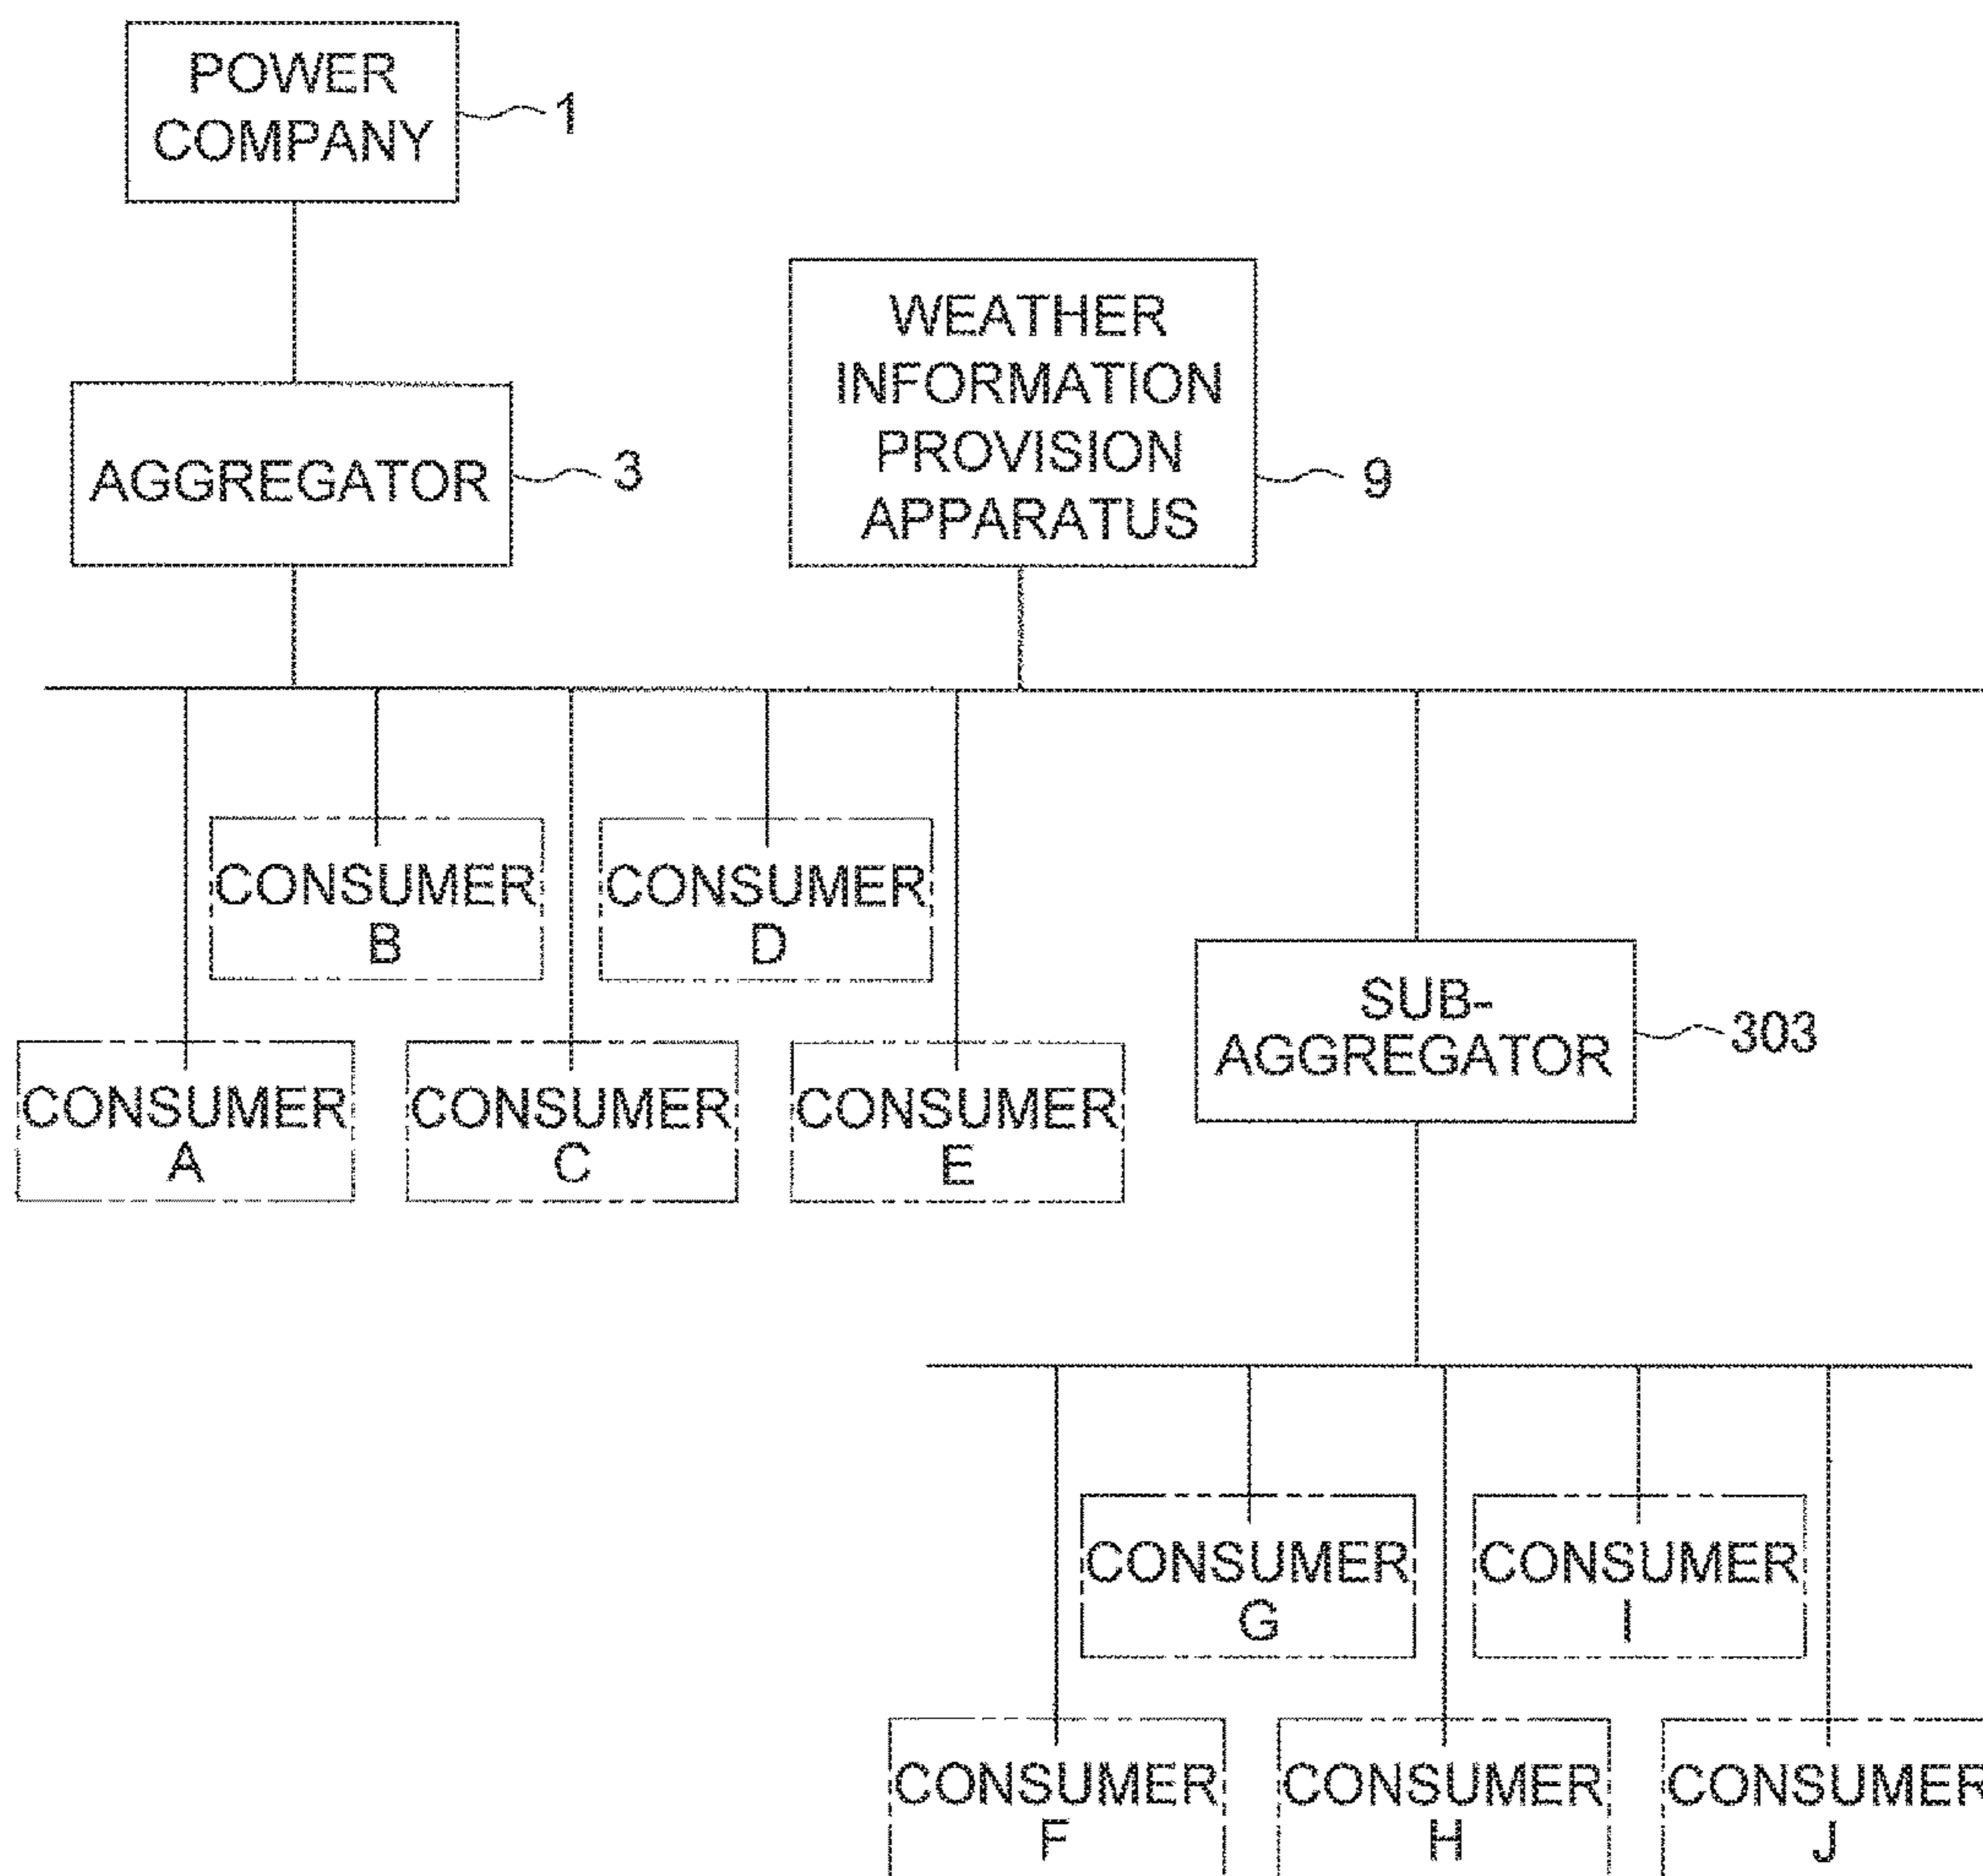 POWER
COMPANY
1
AGGREGATOR
3
WEATHER
INFORMATION
PROVISION
APPARATUS
9
CONSUMER
B
CONSUMER
D
CONSUMER
A
CONSUMER
C
CONSUMER
E
SUB-
AGGREGATOR
303
CONSUMER
G
CONSUMER
I
CONSUMER
F
CONSUMER
H
CONSUMER
J